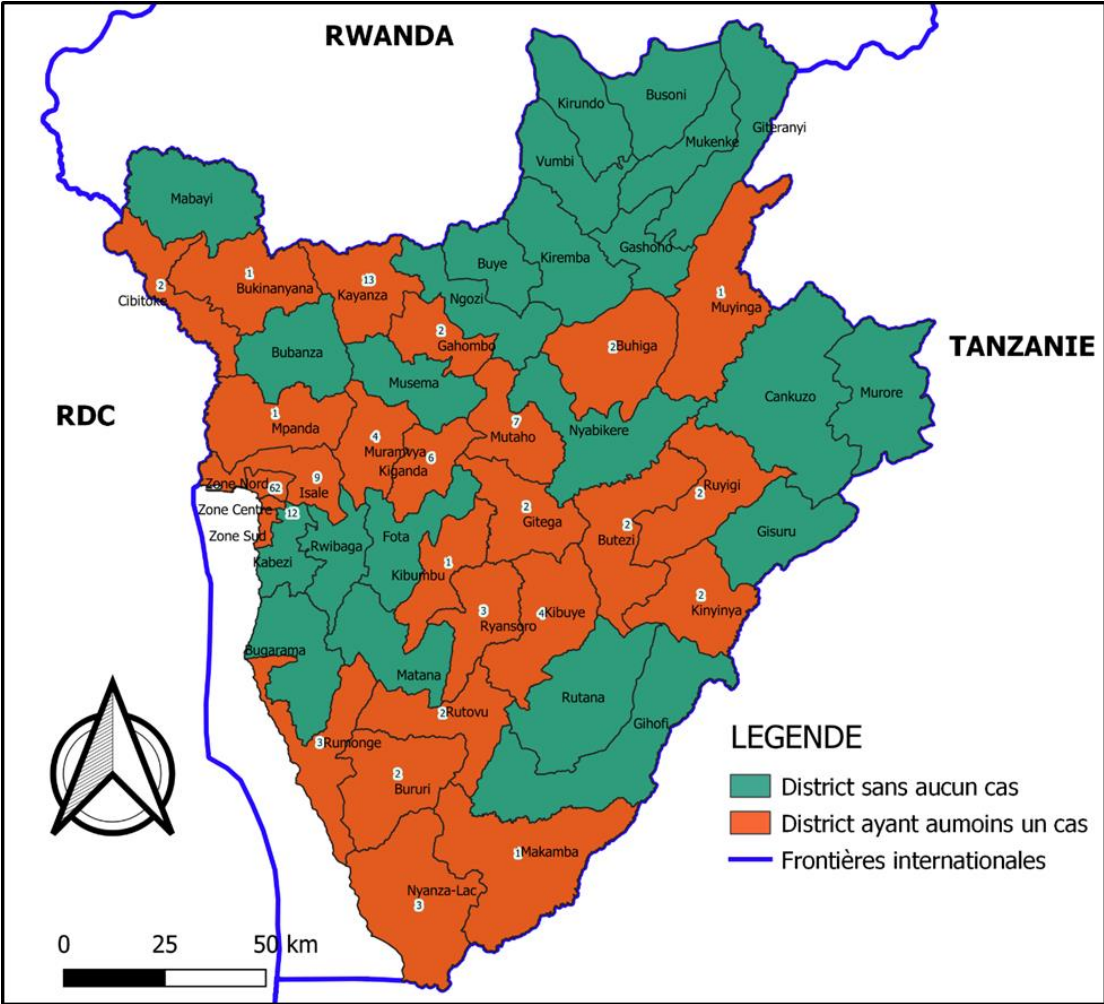 RWANDA
Kirundo
Busoni
Mukenke
Giteranyi
Vumbi
Mabayi
Gashoho
Buye
Kiremba
1
Bukinanyana
13
Kayanza
2
Cibitoke
Ngozi
1
Muyinga
2
Gahombo
2 Buhiga
TANZANIE
Bubanza
Musema
Cankuzo
Murore
RDC
1
Mpanda
7
Mutaho
Nyabikere
4
Muramvya
6
Kiganda
9
Isale
Zone Nord
62
Ruyigi
2
Zone Centre
12
2
Gitega
2
Butezi
Zone Sud
Rwibaga
Fota
Gisuru
Kabezi
1
Kibumbu
2
Kinyinya
3
Ryansoro
4 Kibuye
Bugarama
Matana
Rutana
Gihofi
2 Rutovu
3 Rumonge
2
Bururi
1 Makamba
Nyanza-Lac
3
LEGENDE
District sans aucun cas
District ayant aumoins un cas
Frontières internationales
0 25 50 km